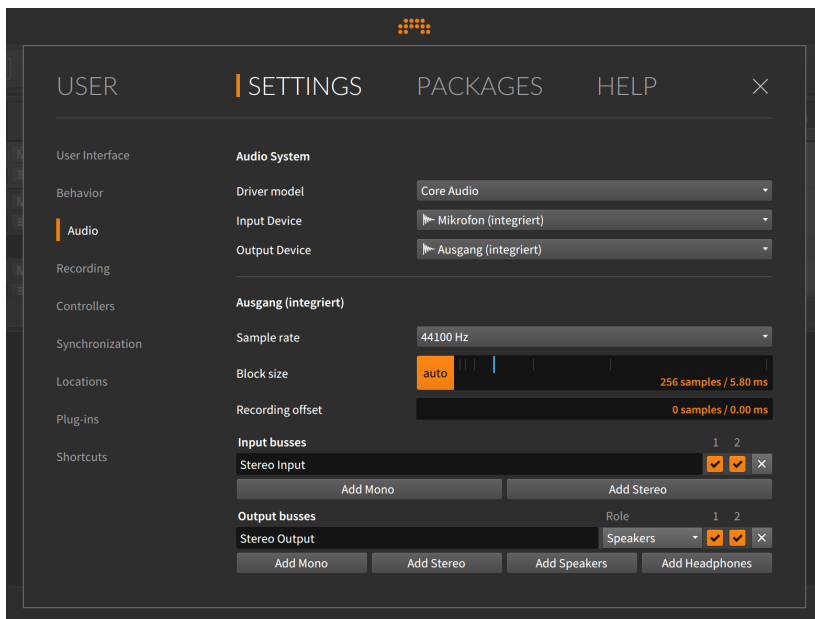 USER SETTINGS PACKAGES HELP
User Interface
Behavior
Audio
Recording
Controllers
Synchronization
Locations
Plug-ins
Shortcuts
Audio System
Driver model Core Audio
Input Device Mikrofon (integriert)
Output Device Ausgang (integriert)
Ausgang (integriert)
Sample rate 44100 Hz
Block size auto 256 samples / 5.80 ms
Recording offset 0 samples / 0.00 ms
Input busses 1 2
Stereo Input
Add Mono Add Stereo
Output busses Role 1 2
Stereo Output Speakers
Add Mono Add Stereo Add Speakers Add Headphones